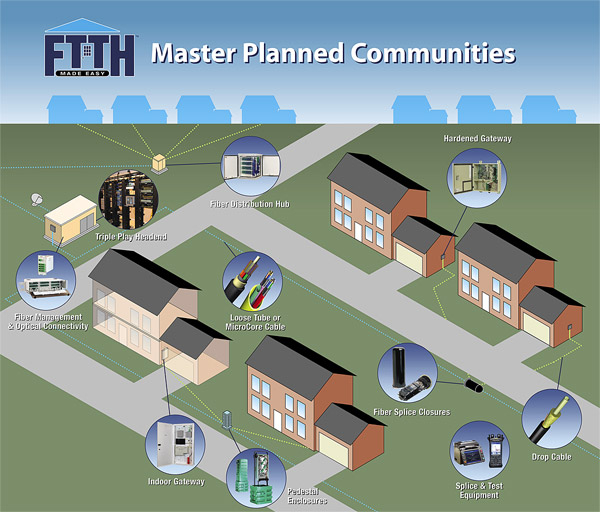 FTTH
MADE EASY
Master Planned Communities
Hardened Gateway
Fiber Distribution Hub
Triple Play Headend
Fiber Management
& Optical Connectivity
Loose Tube or
MicroCore Cable
Fiber Splice Closures
Drop Cable
Indoor Gateway
Pedestal
Enclosures
Splice & Test
Equipment